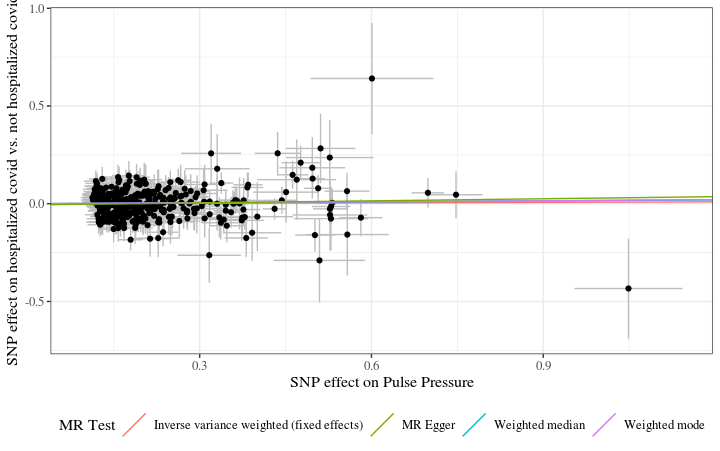 SNP effect on hospitalized covid vs. not hospitalized covid
1.0
0.5
0.0
-0.5
0.3
0.6
0.9
SNP effect on Pulse Pressure
MR Test
Inverse variance weighted (fixed effects)
MR Egger
Weighted median
Weighted mode